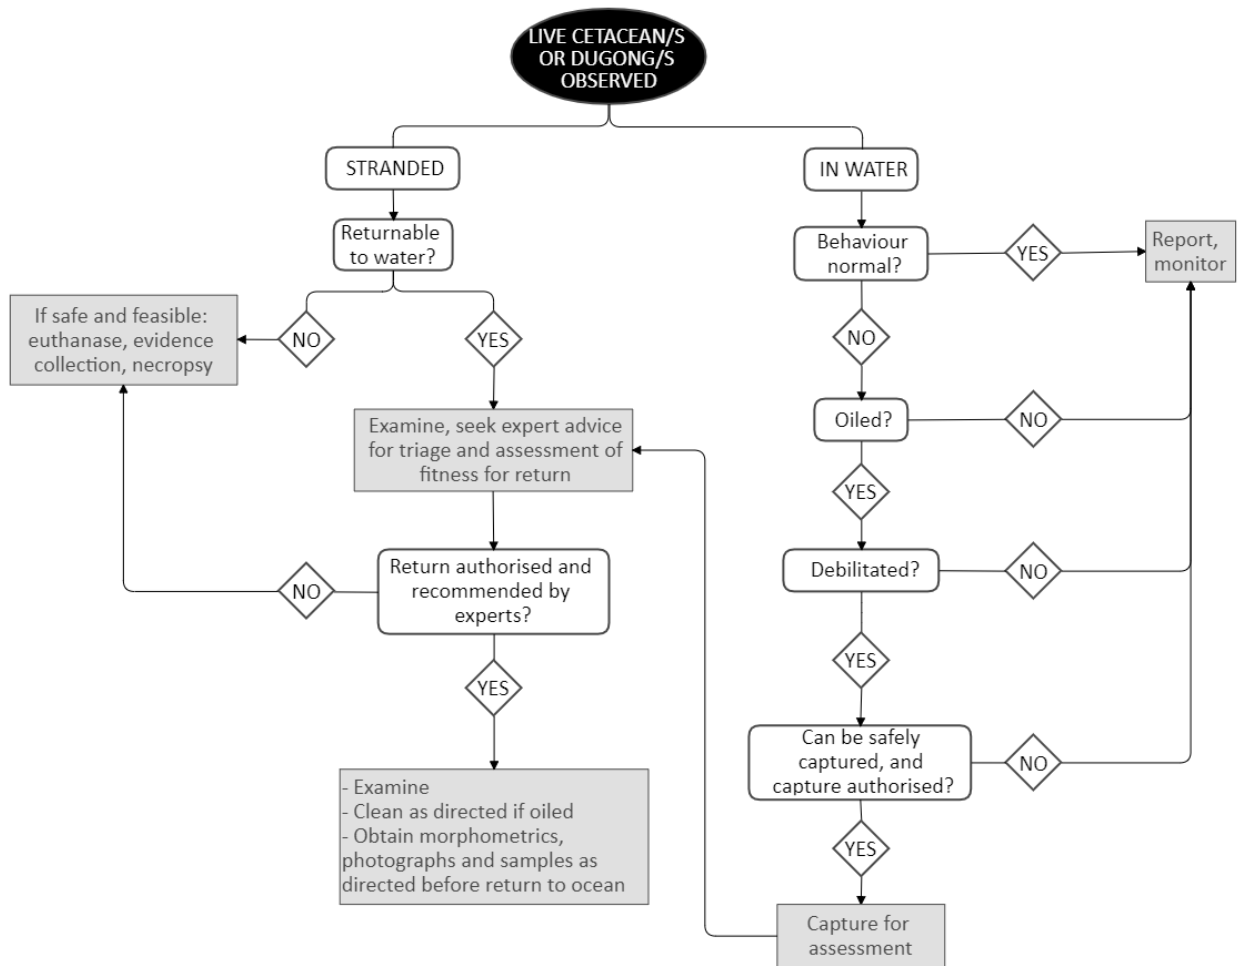 LIVE CETACEAN/S
OR DUGONG/S
OBSERVED
STRANDED
IN WATER
Returnable
to water?
Behaviour
normal?
YES
Report,
monitor
If safe and feasible:
euthanase, evidence
collection, necropsy
NO
YES
NO
Examine, seek expert advice
for triage and assessment of
fitness for return
Oiled?
NO
YES
Return authorised and
recommended by
experts?
NO
Debilitated?
NO
YES
YES
Can be safely
captured, and
capture authorised?
NO
- Examine
- Clean as directed if oiled
- Obtain morphometrics,
photographs and samples as
directed before return to ocean
YES
Capture for
assessment